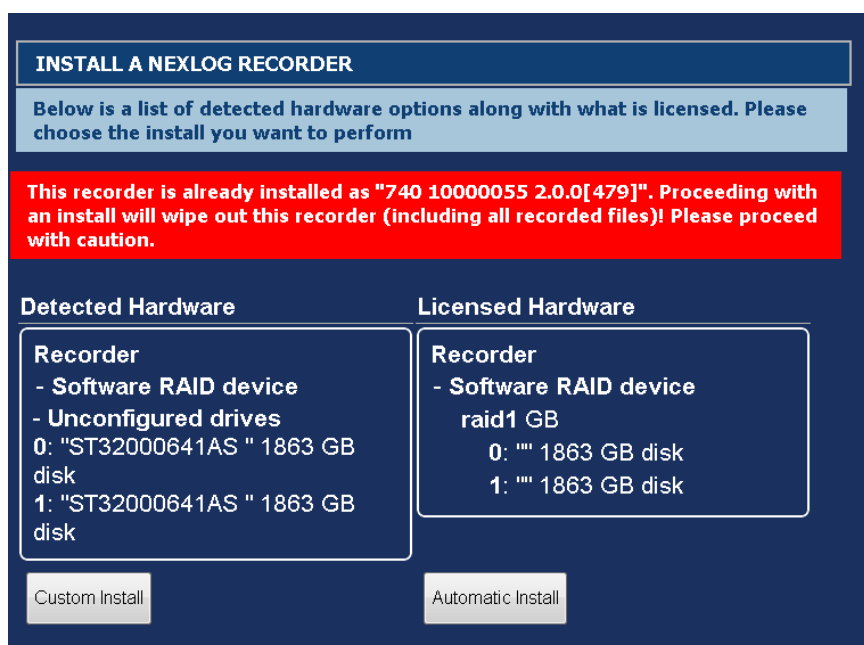 INSTALL A NEXLOG RECORDER
Below is a list of detected hardware options along with what is licensed. Please
choose the install you want to perform
This recorder is already installed as "740 10000055 2.0.0[479]". Proceeding with
an install will wipe out this recorder (including all recorded files)! Please proceed
with caution.
Detected Hardware
Recorder
- Software RAID device
- Unconfigured drives
0: "ST32000641AS " 1863 GB
disk
1: "ST32000641AS " 1863 GB
disk
Custom Install
Licensed Hardware
Recorder
- Software RAID device
raid1 GB
0: "" 1863 GB disk
1: "" 1863 GB disk
Automatic Install